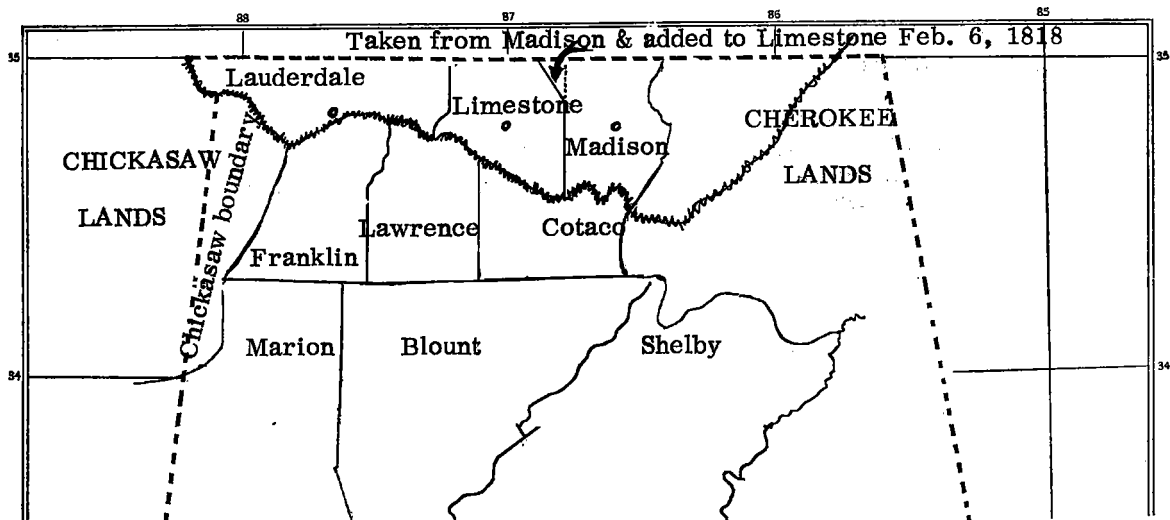 88 87 86 85
Taken from Madison & added to Limestone Feb. 6, 1818
35 35
Lauderdale
Limestone
CHEROKEE
Madison
CHICKASAW
LANDS
LANDS
Chickasaw boundary
Lawrence
Cotaco
Franklin
Marion
Blount
Shelby
34 34